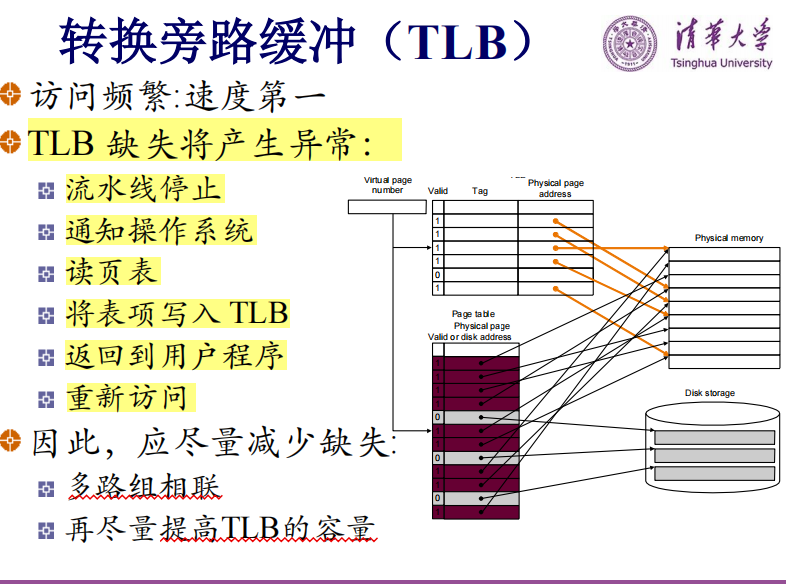 转换旁路缓冲（TLB）
清华大学
Tsinghua University
访问频繁:速度第一
TLB 缺失将产生异常：
流水线停止
通知操作系统
读页表
将表项写入 TLB
返回到用户程序
重新访问
因此，应尽量减少缺失:
多路组相联
再尽量提高TLB的容量
Virtual page
number
Valid
Tag
Physical page
address
1
1
1
1
0
1
Physical memory
Page table
Physical page
Valid or disk address
1
1
1
1
0
1
1
0
1
1
0
1
Disk storage